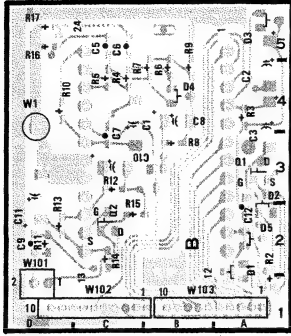 R17
24
D3
5
R16
C5
C6
R9
R5
R4
R7
R6
C2
D4
R10
4
W1
R3
C1
C8
C7
R8
C3
C10
Q1
D
3
R12
G
A
S
C11
G
Q2
R15
C12
D2
R13
D
C9
R11
S
B
D5
2
W101
R14
13
12
D1
R2
2
1
W102
1
10
W103
1
10
D
C
B
A
1